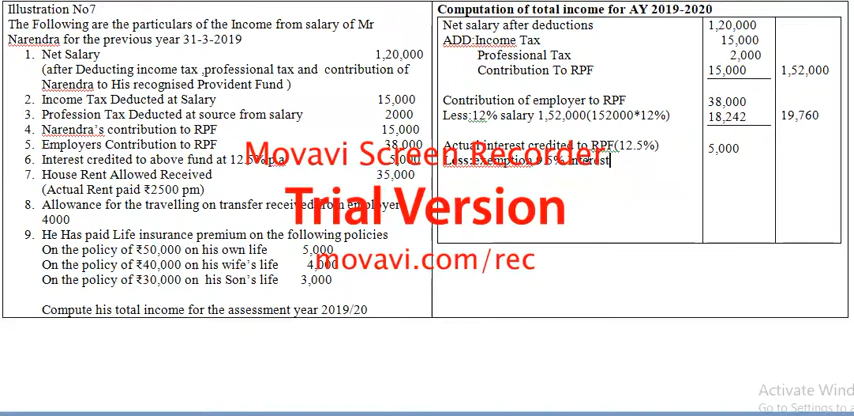 Illustration No7
The Following are the particulars of the Income from salary of Mr
Narendra for the previous year 31-3-2019
1. Net Salary 1,20,000
(after Deducting income tax ,profesional tax and contribution of
Narendra to His recognised Provident Fund )
2. Income Tax Deducted at Salary 15,000
3. Profession Tax Deducted at source from salary 2000
4. Narendra's contribution to RPF 15,000
5. Employers Contribution to RPF 38,000
6. Interest credited to above fund at 12.5% p.a 5,000
7. House Rent Allowed Received 35,000
(Actual Rent paid ₹2500 pm)
8. Allowance for the travelling on transfer received from employer
4000
9. He Has paid Life insurance premium on the following policies
On the policy of ₹50,000 on his own life 5,000
On the policy of ₹40,000 on his wife's life 4,000
On the policy of ₹30,000 on his Son's life 3,000
Compute his total income for the assessment year 2019/20
Computation of total income for AY 2019-2020
Net salary after deductions 1,20,000
ADD:Income Tax 15,000
Professional Tax 2,000
Contribution To RPF 15,000 1,52,000
Contribution of employer to RPF 38,000
Less:12% salary 1,52,000(152000*12%) 18,242 19,760
Actual interest credited to RPF(12.5%) 5,000
Less:exemption 9.5% Interest
Movavi Screen Recorder
Trial Version
movavi.com/rec
Activate Wind
Go to Settings to a